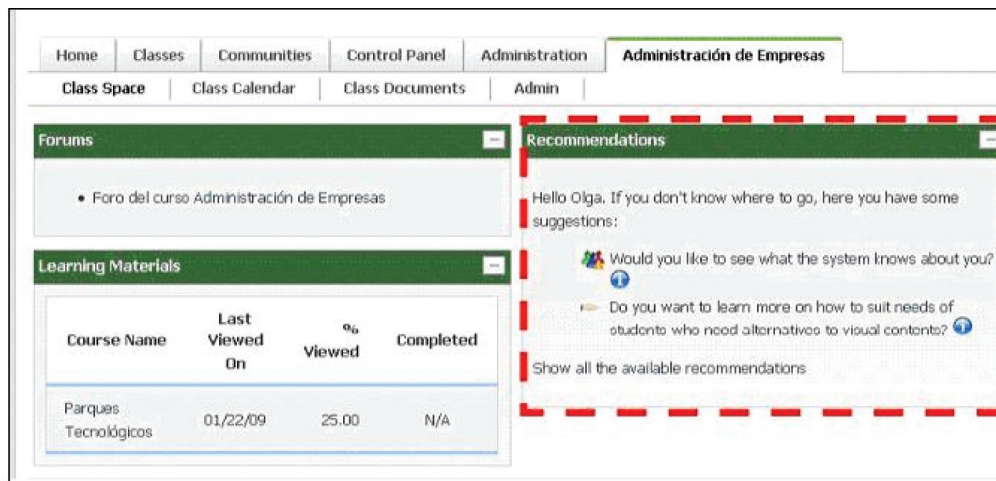 Home Classes Communities Control Panel Administration Administración de Empresas
Class Space Class Calendar Class Documents Admin
Forums
• Foro del curso Administración de Empresas
Learning Materials
Course Name Last Viewed On % Viewed Completed
Parques Tecnológicos 01/22/09 25.00 N/A
Recommendations
Hello Olga. If you don't know where to go, here you have some
suggestions:
Would you like to see what the system knows about you?
Do you want to learn more on how to suit needs of
students who need alternatives to visual contents?
Show all the available recommendations